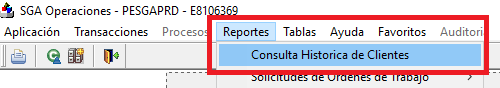 SGA Operaciones - PESGAPRD - E8106369
Aplicación Transacciones Procesos Reportes Tablas Ayuda Favoritos Auditori
Consulta Historica de Clientes
Solicitudes de Ordenes de Trabajo